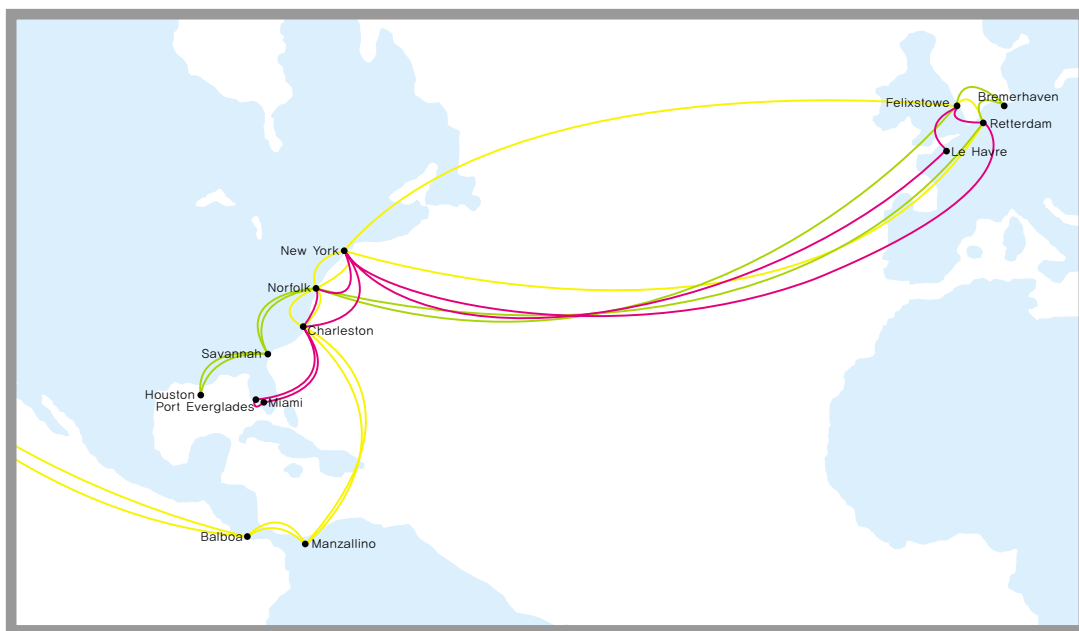 Bremerhaven
Felixstowe
Retterdam
Le Havre
New York
Norfolk
Charleston
Savannah
Houston
Port Everglades
Miami
Balboa
Manzallino